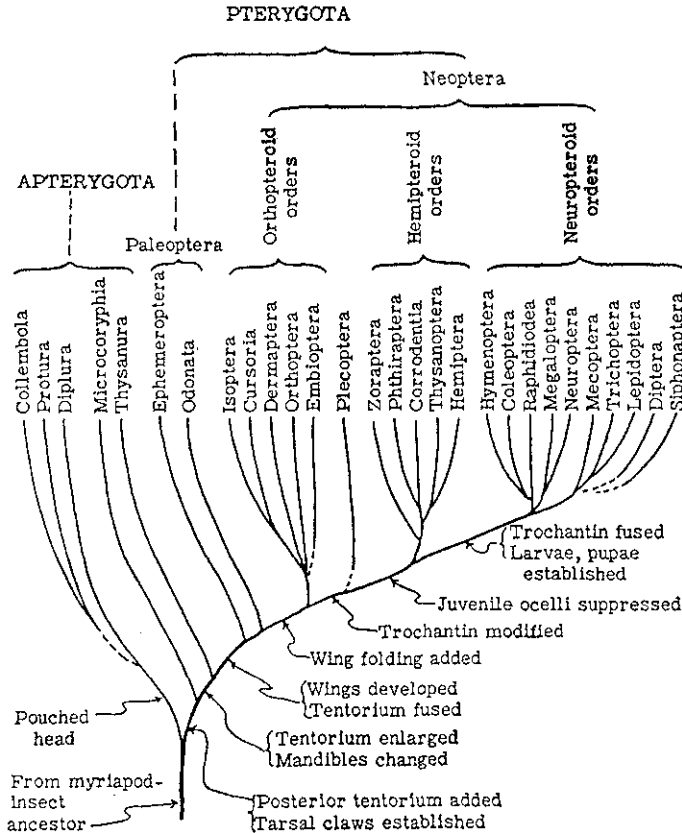 PTERYGOTA
Neoptera
APTERYGOTA
Paleoptera
Orthopteroid
orders
Hemipteroid
orders
Neuropteroid
orders
Collembola
Protura
Diplura
Microcoryphia
Thysanura
Ephemeroptera
Odonata
Isoptera
Cursoria
Dermaptera
Orthoptera
Embioptera
Plecoptera
Zoraptera
Phthiraptera
Corrodentia
Thysanoptera
Hemiptera
Hymenoptera
Coleoptera
Raphidiodea
Megaloptera
Neuroptera
Mecoptera
Trichoptera
Lepidoptera
Diptera
Siphonaptera
Trochantin fused
Larvae, pupae
established
Juvenile ocelli suppressed
Trochantin modified
Wing folding added
Wings developed
Tentorium fused
Pouched
head
Tentorium enlarged
Mandibles changed
From myriapod-
insect
ancestor
Posterior tentorium added
Tarsal claws established